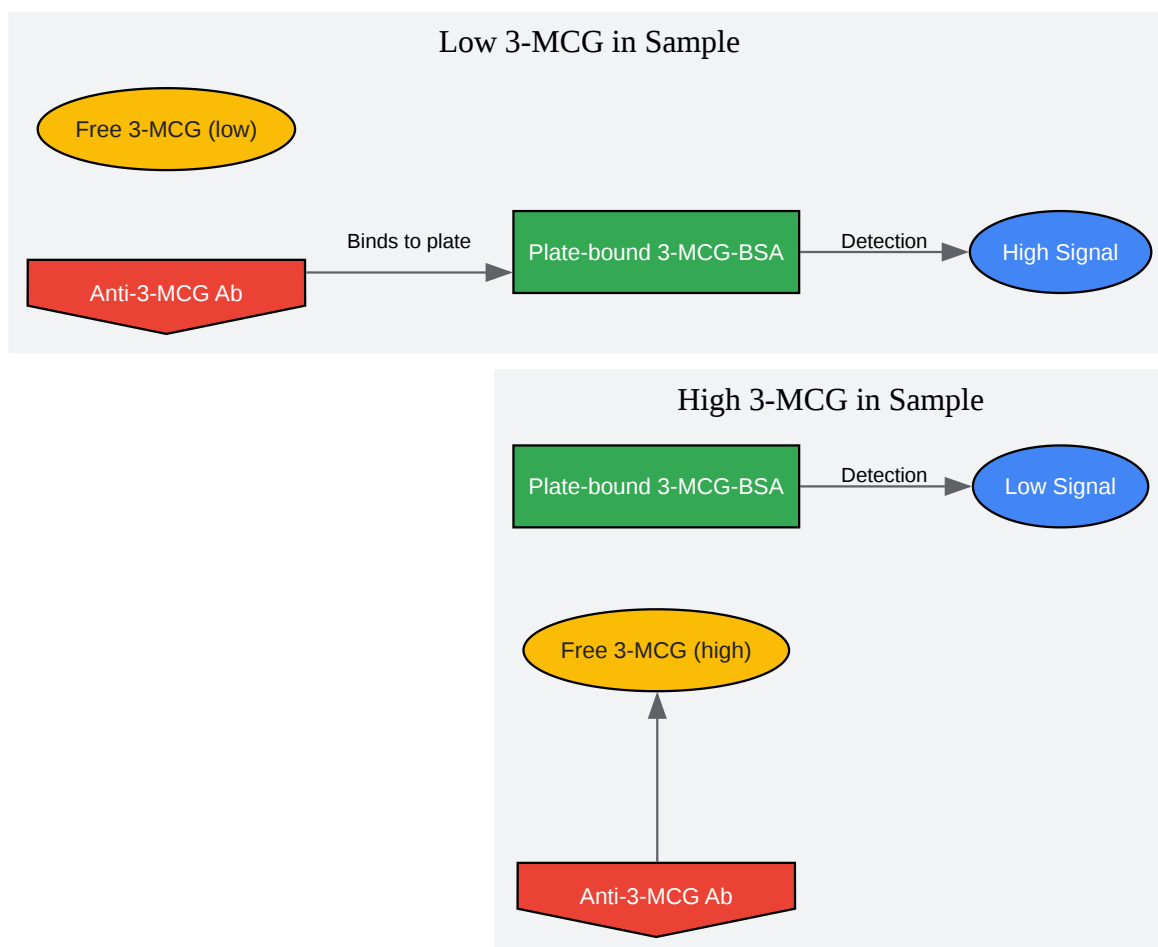 Low 3-MCG in Sample
Free 3-MCG (low)
Binds to plate
Plate-bound 3-MCG-BSA
Detection
High Signal
Anti-3-MCG Ab
High 3-MCG in Sample
Plate-bound 3-MCG-BSA
Detection
Low Signal
Free 3-MCG (high)
Anti-3-MCG Ab